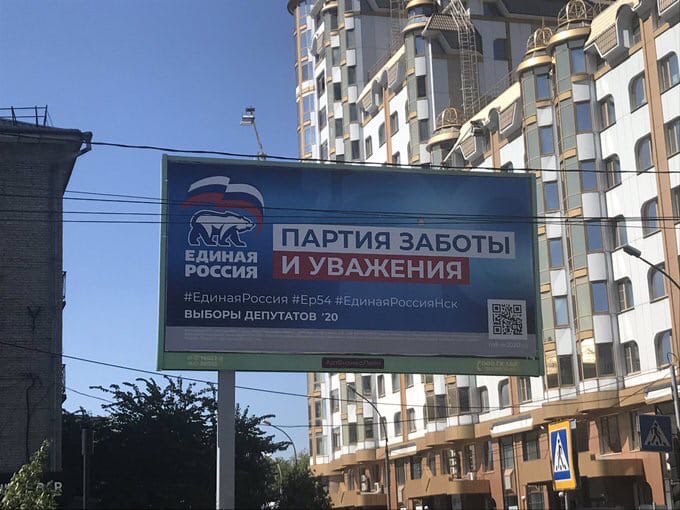 ЕДИНАЯ
РОССИЯ
ПАРТИЯ ЗАБОТЫ
И УВАЖЕНИЯ
#ЕдинаяРоссия #Ер54 #ЕдинаяРоссияНск
ВЫБОРЫ ДЕПУТАТОВ '20